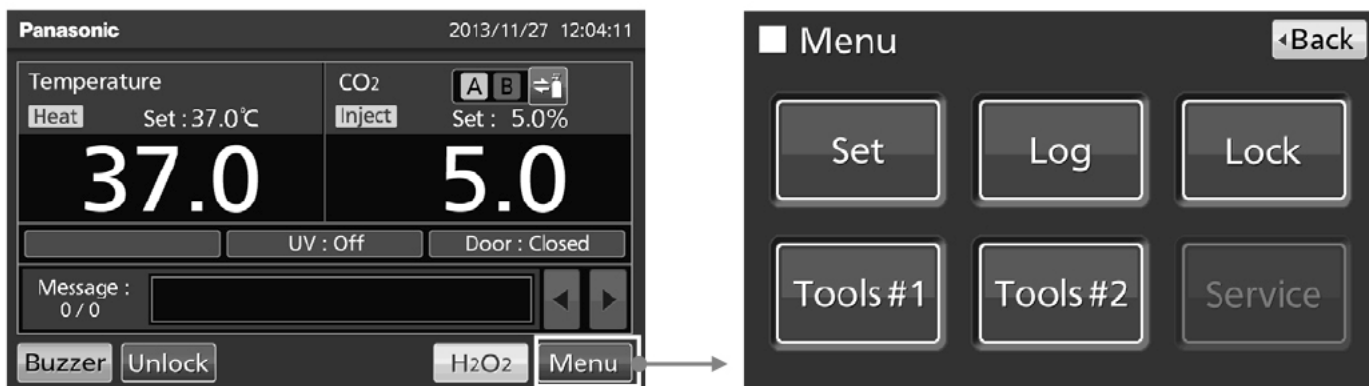 Panasonic 2013/11/27 12:04:11
Temperature CO2 A B
Heat Set : 37.0℃ Inject Set : 5.0%
37.0 5.0
UV : Off Door : Closed
Message :
0 / 0
Buzzer Unlock H2O2 Menu
Menu Back
Set Log Lock
Tools #1 Tools #2 Service